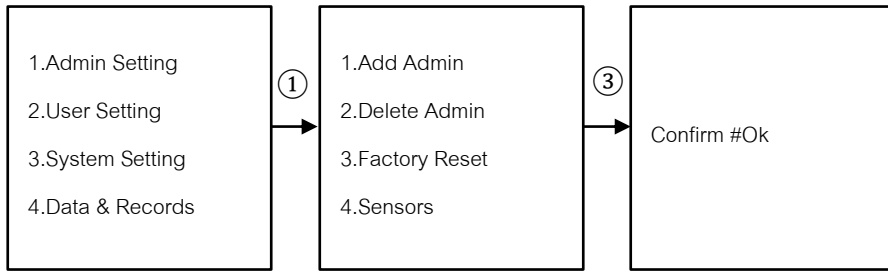 1.Admin Setting
2.User Setting
3.System Setting
4.Data & Records
①
1.Add Admin
2.Delete Admin
3.Factory Reset
4.Sensors
③
Confirm #Ok